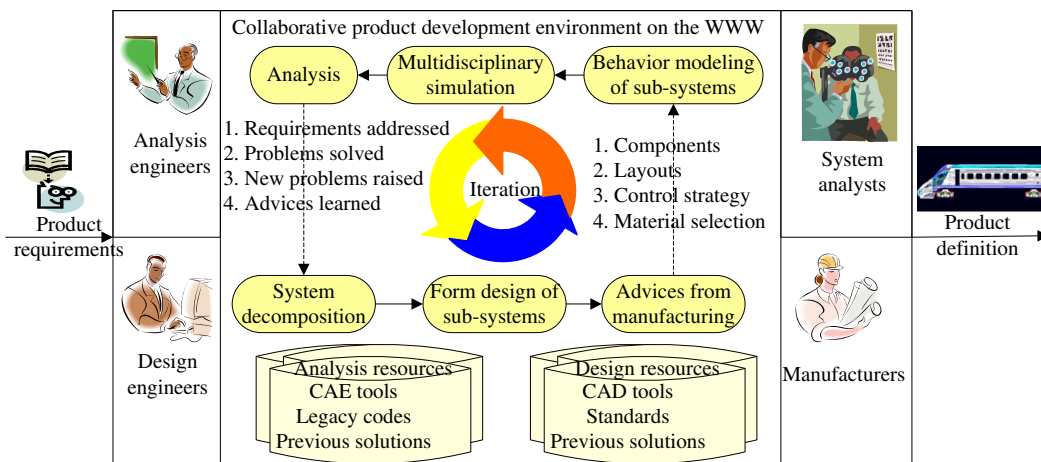 Collaborative product development environment on the WWW
Analysis
Multidisciplinary
simulation
Behavior modeling
of sub-systems
Analysis
engineers
1. Requirements addressed
2. Problems solved
3. New problems raised
4. Advices learned
Iteration
1. Components
2. Layouts
3. Control strategy
4. Material selection
System
analysts
Product
requirements
Product
definition
System
decomposition
Form design of
sub-systems
Advices from
manufacturing
Design
engineers
Analysis resources
CAE tools
Legacy codes
Previous solutions
Design resources
CAD tools
Standards
Previous solutions
Manufacturers